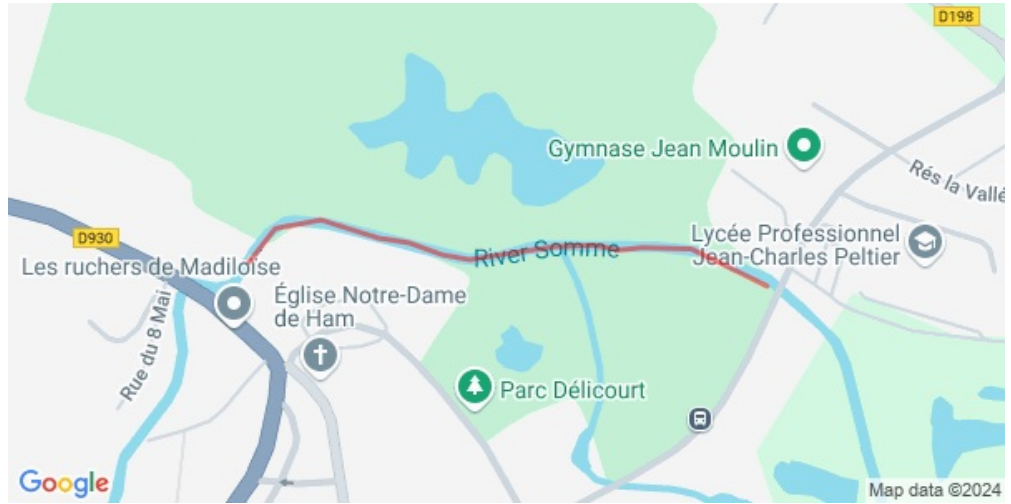 D198
Gymnase Jean Moulin
Rés la Vallé
D930
River Somme
Lycée Professionnel
Jean-Charles Peltier
Les ruchers de Madiloise
Église Notre-Dame
de Ham
Rue du 8 Mai
Parc Délicourt
Google
Map data ©2024